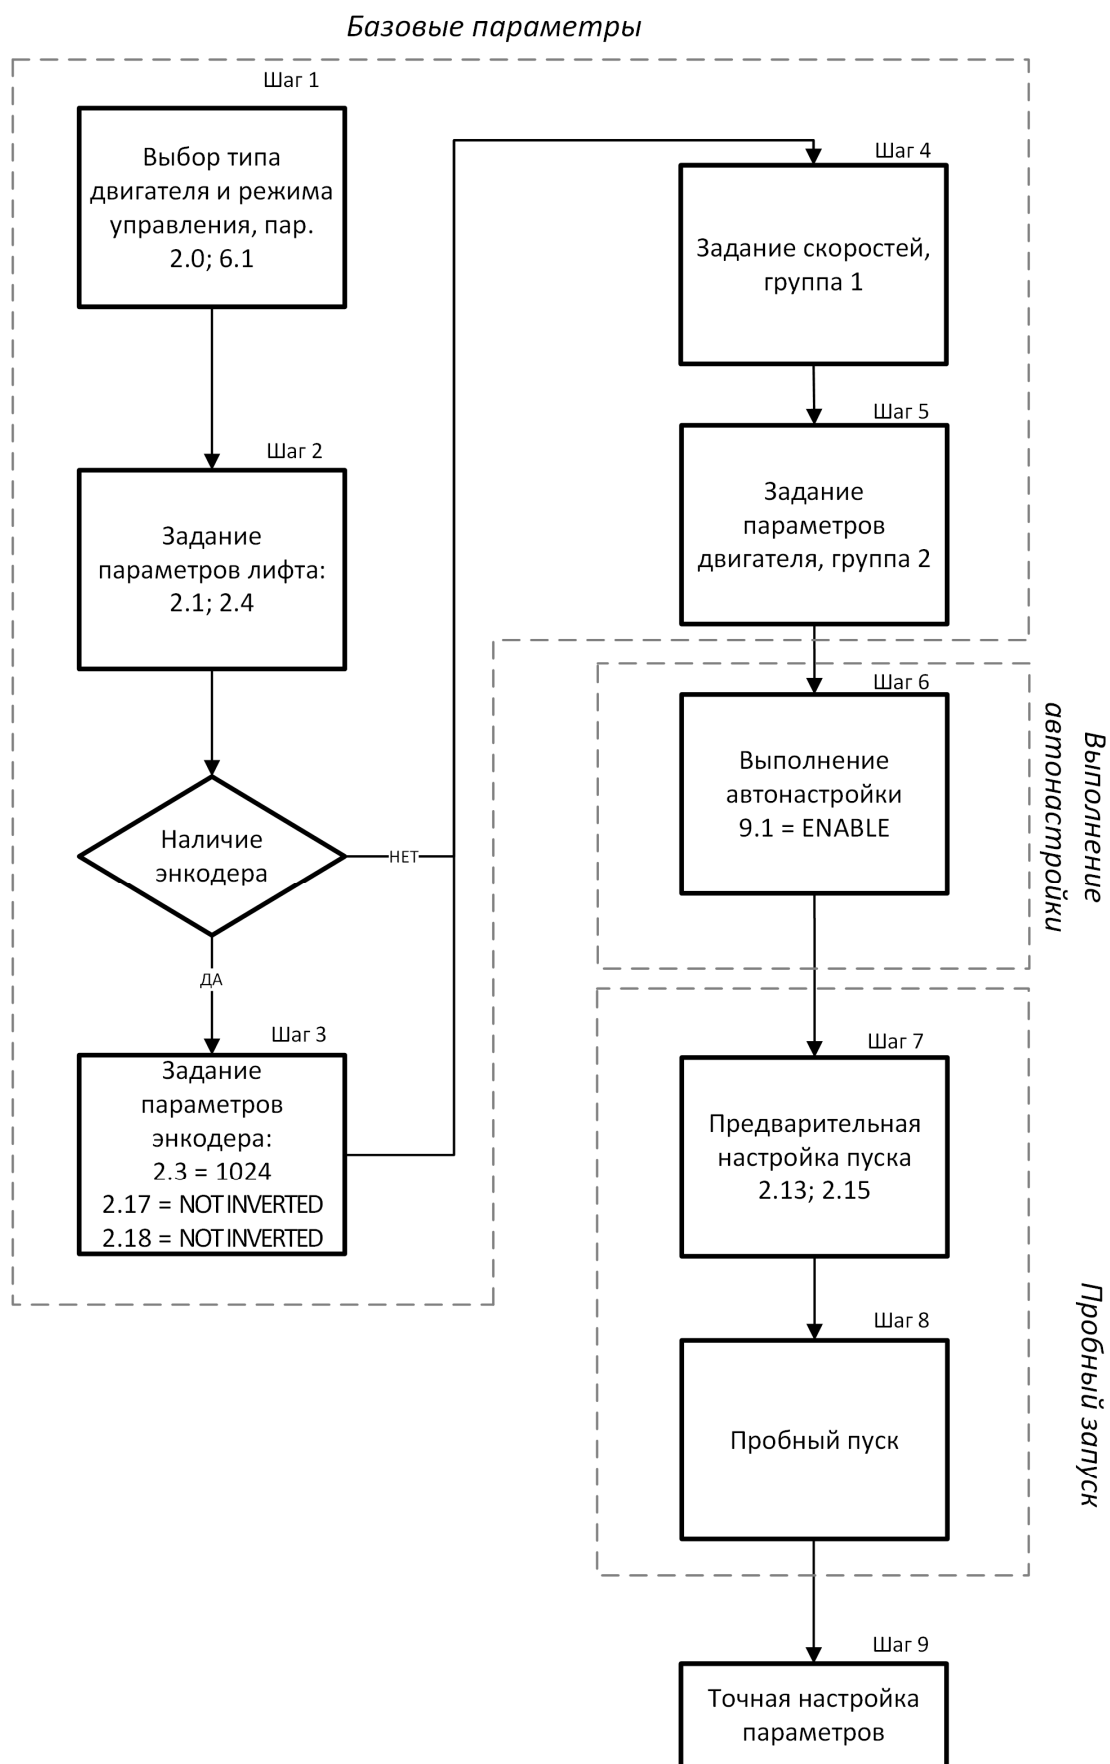 Базовые параметры
Шаг 1
Выбор типа
двигателя и режима
управления, пар.
2.0; 6.1
Шаг 2
Задание
параметров лифта:
2.1; 2.4
Наличие
энкодера
НЕТ
ДА
Шаг 3
Задание
параметров
энкодера:
2.3 = 1024
2.17 = NOT INVERTED
2.18 = NOT INVERTED
Шаг 4
Задание скоростей,
группа 1
Шаг 5
Задание
параметров
двигателя, группа 2
Шаг 6
Выполнение
автонастройки
9.1 = ENABLE
Выполнение
автонастройки
Шаг 7
Предварительная
настройка пуска
2.13; 2.15
Шаг 8
Пробный пуск
Пробный запуск
Шаг 9
Точная настройка
параметров